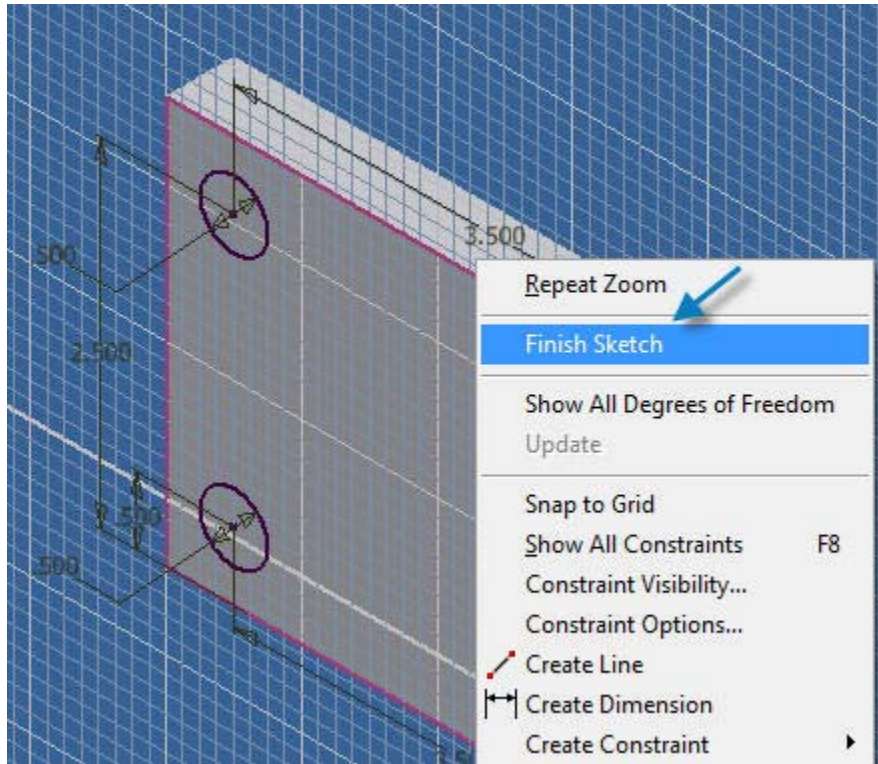 3.500
.500
2.500
.500
.500
Repeat Zoom
Finish Sketch
Show All Degrees of Freedom
Update
Snap to Grid
Show All Constraints F8
Constraint Visibility...
Constraint Options...
Create Line
Create Dimension
Create Constraint